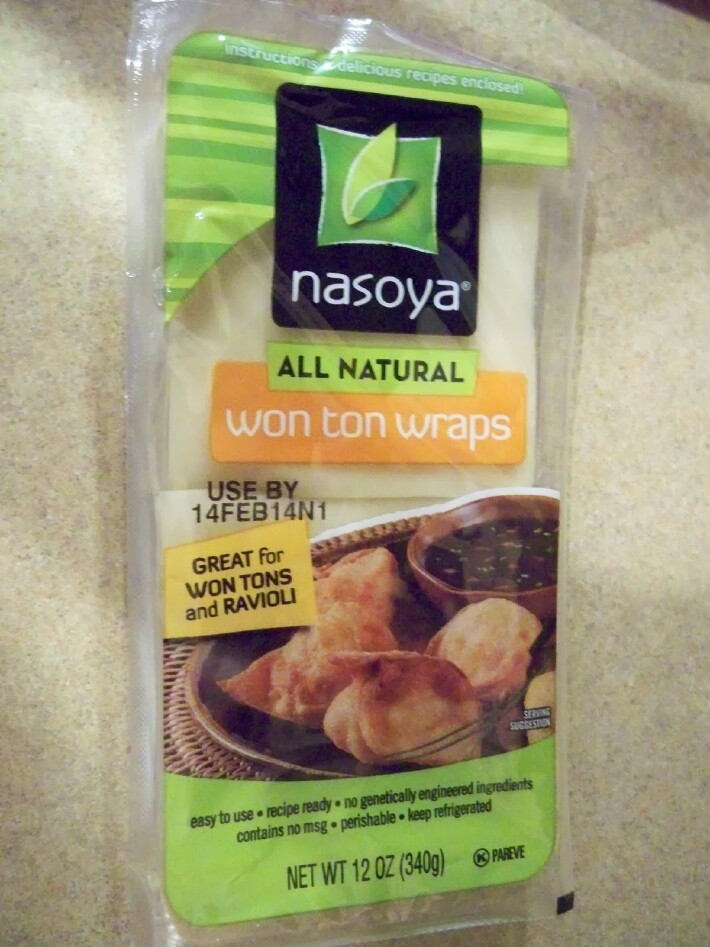 instructions & delicious recipes enclosed!
nasoya®
ALL NATURAL
won ton wraps
USE BY
14FEB14N1
GREAT for
WON TONS
and RAVIOLI
SERVING
SUGGESTION
easy to use • recipe ready • no genetically engineered ingredients
contains no msg • perishable • keep refrigerated
NET WT 12 OZ (340g)
K PAREVE